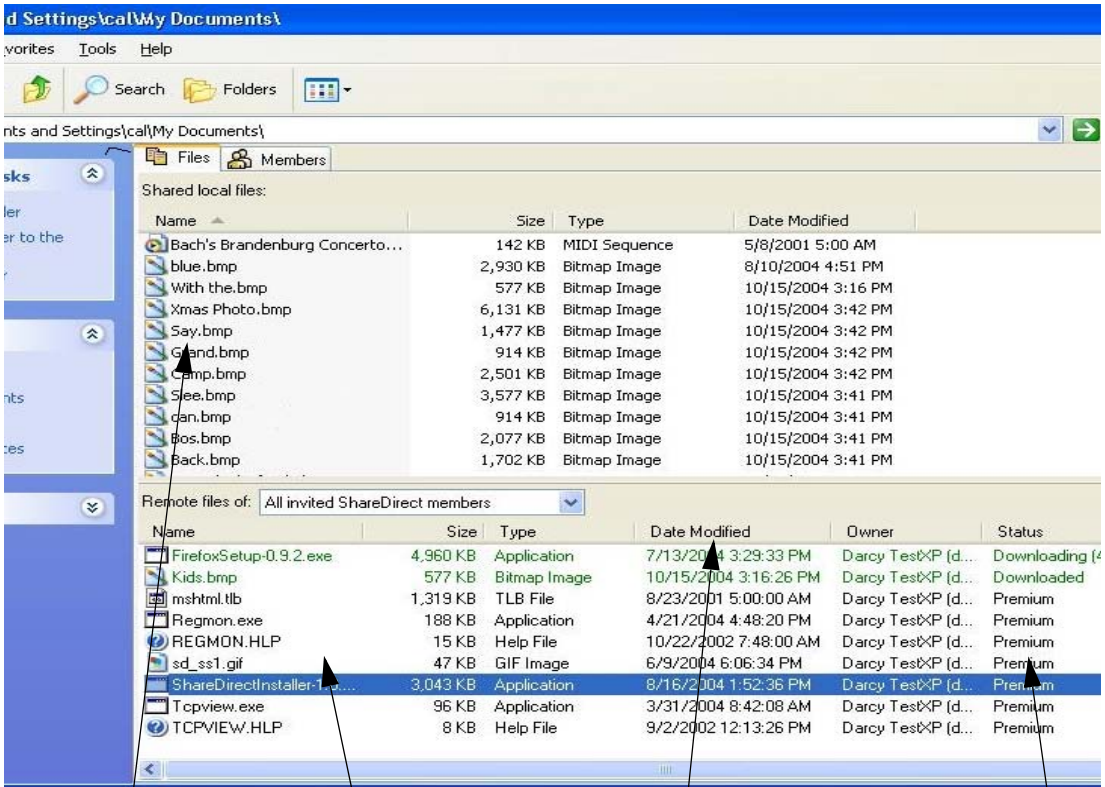 d Settings\cal\My Documents\
vorites Tools Help
Search Folders
nts and Settings\cal\My Documents\
sks
ler
er to the
nts
ces
Files Members
Shared local files:
Name Size Type Date Modified
Bach's Brandenburg Concerto... 142 KB MIDI Sequence 5/8/2001 5:00 AM
blue.bmp 2,930 KB Bitmap Image 8/10/2004 4:51 PM
With the.bmp 577 KB Bitmap Image 10/15/2004 3:16 PM
Xmas Photo.bmp 6,131 KB Bitmap Image 10/15/2004 3:42 PM
Say.bmp 1,477 KB Bitmap Image 10/15/2004 3:42 PM
Grand.bmp 914 KB Bitmap Image 10/15/2004 3:42 PM
Camp.bmp 2,501 KB Bitmap Image 10/15/2004 3:42 PM
Slee.bmp 3,577 KB Bitmap Image 10/15/2004 3:41 PM
can.bmp 914 KB Bitmap Image 10/15/2004 3:41 PM
Bos.bmp 2,077 KB Bitmap Image 10/15/2004 3:41 PM
Back.bmp 1,702 KB Bitmap Image 10/15/2004 3:41 PM
Remote files of: All invited ShareDirect members
Name Size Type Date Modified Owner Status
FirefoxSetup-0.9.2.exe 4,960 KB Application 7/13/2004 3:29:33 PM Darcy TestXP (d... Downloading (4
Kids.bmp 577 KB Bitmap Image 10/15/2004 3:16:26 PM Darcy TestXP (d... Downloaded
mshtml.tlb 1,319 KB TLB File 8/23/2001 5:00:00 AM Darcy TestXP (d... Premium
Regmon.exe 188 KB Application 4/21/2004 4:48:20 PM Darcy TestXP (d... Premium
REGMON.HLP 15 KB Help File 10/22/2002 7:48:00 AM Darcy TestXP (d... Premium
sd_ss1.gif 47 KB GIF Image 6/9/2004 6:06:34 PM Darcy TestXP (d... Premium
ShareDirectInstaller-1.0.... 3,043 KB Application 8/16/2004 1:52:36 PM Darcy TestXP (d... Premium
Tcpview.exe 96 KB Application 3/31/2004 8:42:08 AM Darcy TestXP (d... Premium
TCPVIEW.HLP 8 KB Help File 9/2/2002 12:13:26 PM Darcy TestXP (d... Premium